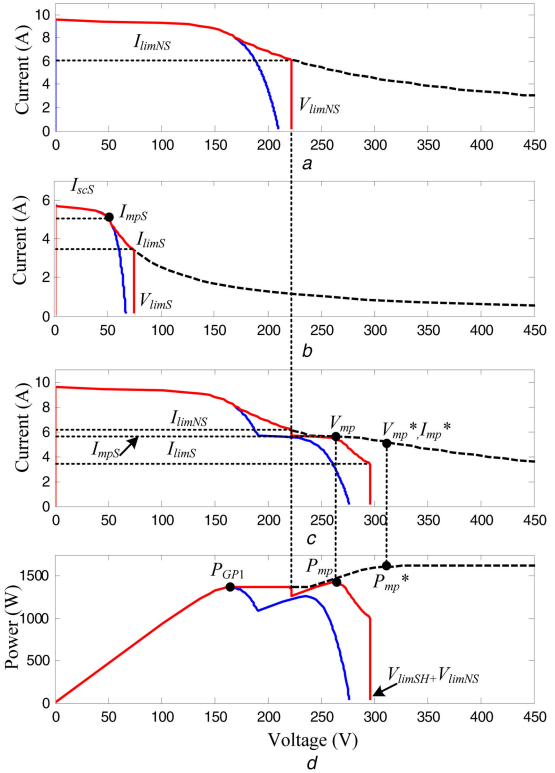 10
8
6
4
2
0
Current (A)
I_limNS
V_limNS
0 50 100 150 200 250 300 350 400 450
a
6
4
2
0
Current (A)
I_scS
I_mpS
I_limS
V_limS
0 50 100 150 200 250 300 350 400 450
b
10
8
6
4
2
0
Current (A)
I_limNS
I_mpS
I_limS
V_mp
V_mp*,I_mp*
0 50 100 150 200 250 300 350 400 450
c
1500
1000
500
0
Power (W)
P_GP1
P_mp
P_mp*
V_limSH+V_limNS
0 50 100 150 200 250 300 350 400 450
Voltage (V)
d